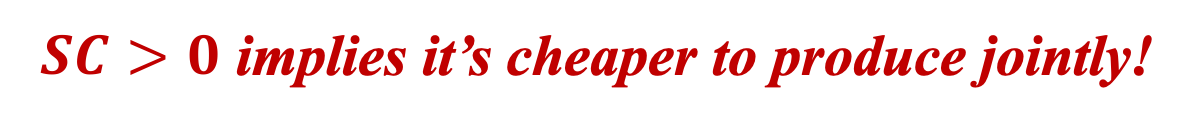 SC > 0 implies it’s cheaper to produce jointly!